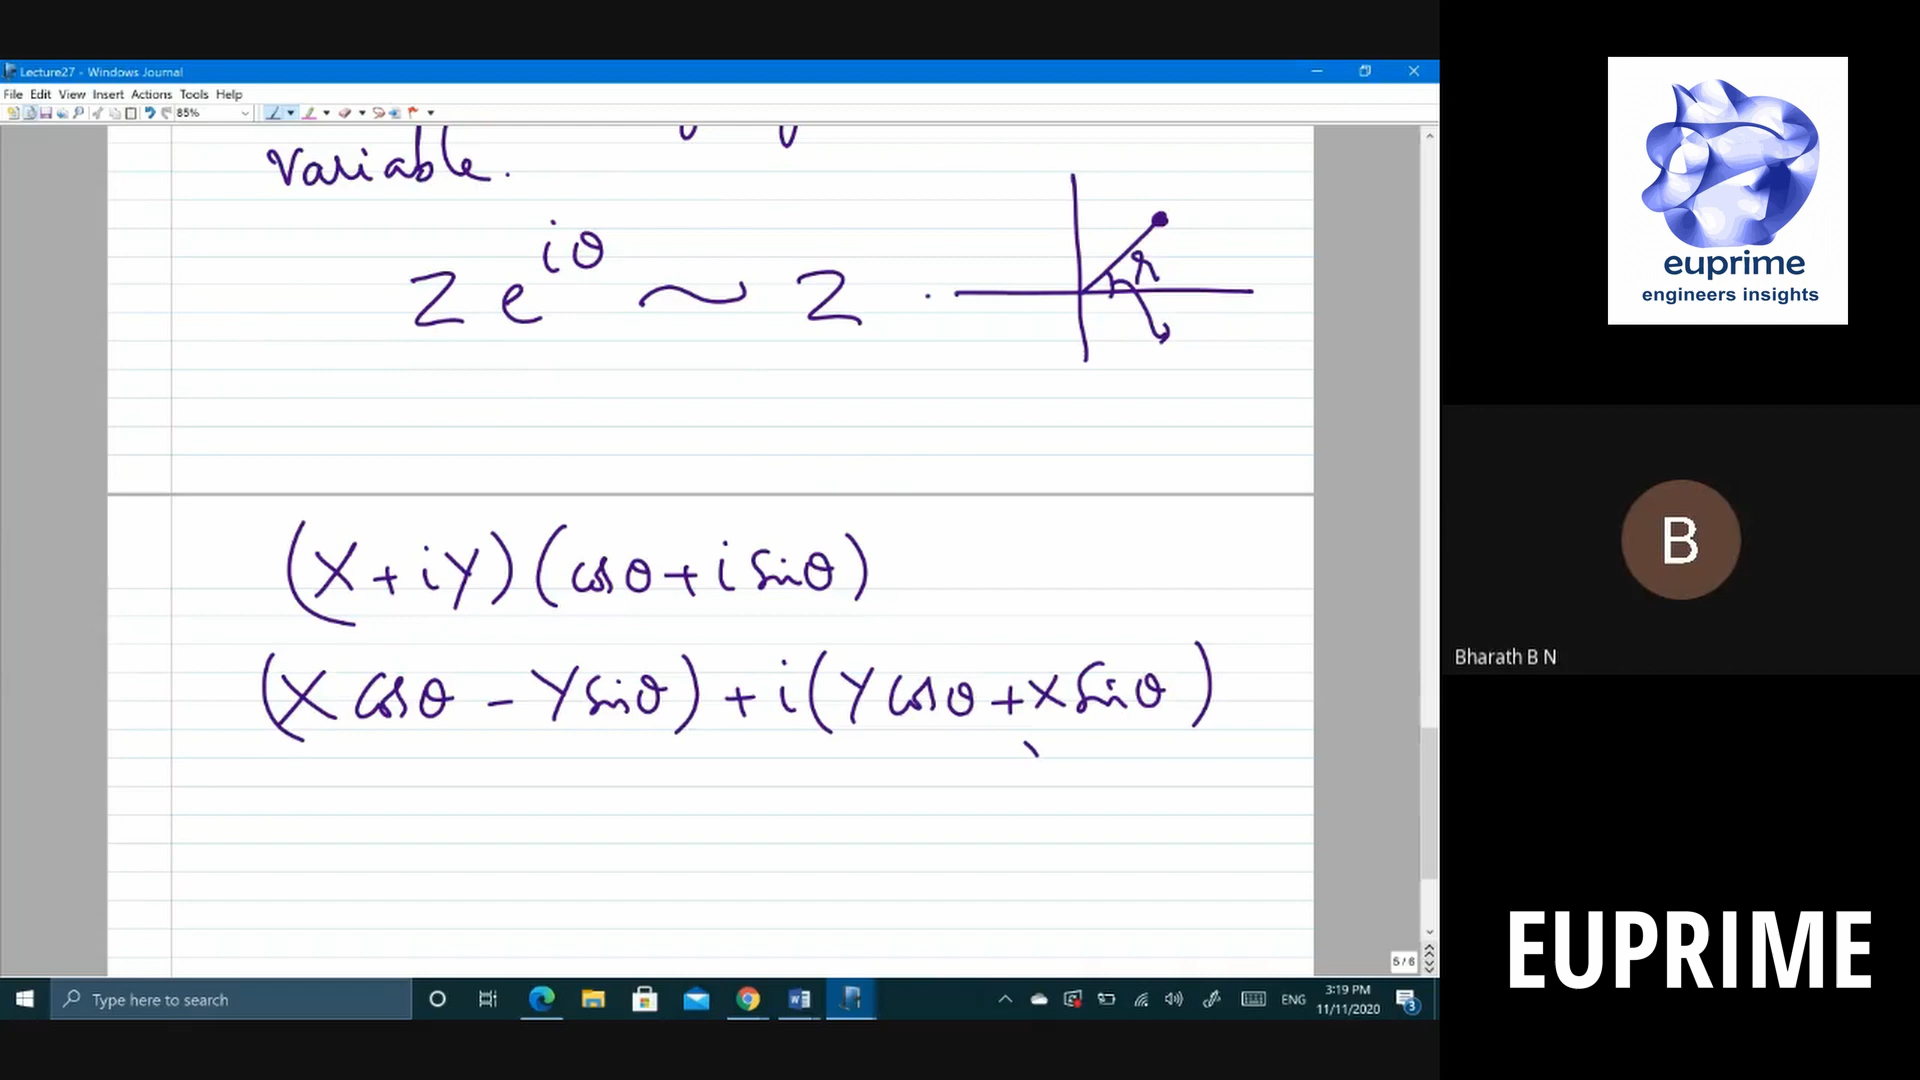 Lecture27 - Windows Journal
File Edit View Insert Actions Tools Help
85%
Variable.
Z e^{iθ} ~ Z .
r
(X + iY) (cosθ + i sinθ)
(X cosθ - Y sinθ) + i (Y cosθ + X sinθ)
5 / 6
Type here to search
ENG
3:19 PM
11/11/2020
3
euprime
engineers insights
B
Bharath B N
EUPRIME